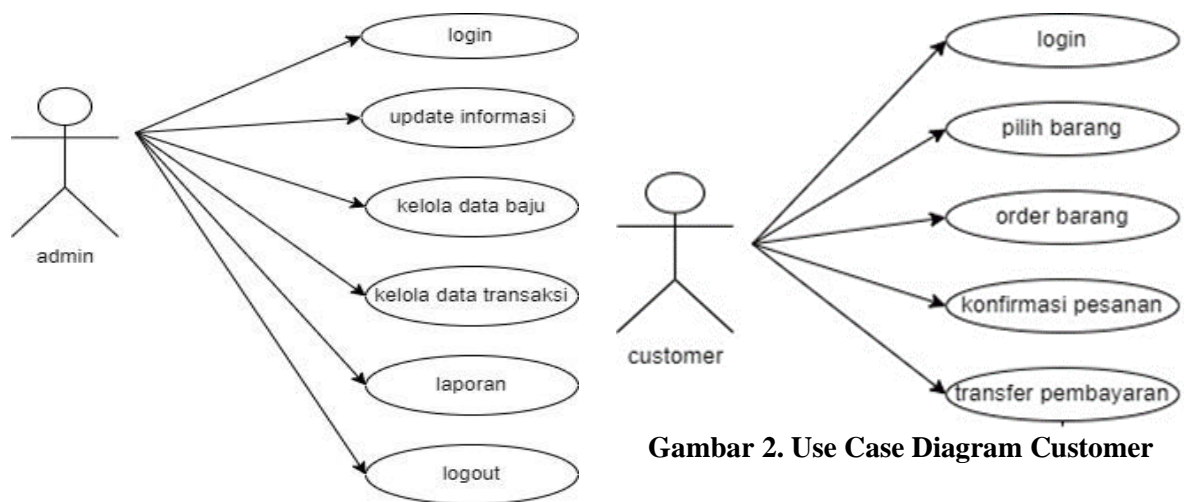 login
update informasi
kelola data baju
kelola data transaksi
laporan
logout
admin
login
pilih barang
order barang
konfirmasi pesanan
transfer pembayaran
customer
Gambar 2. Use Case Diagram Customer